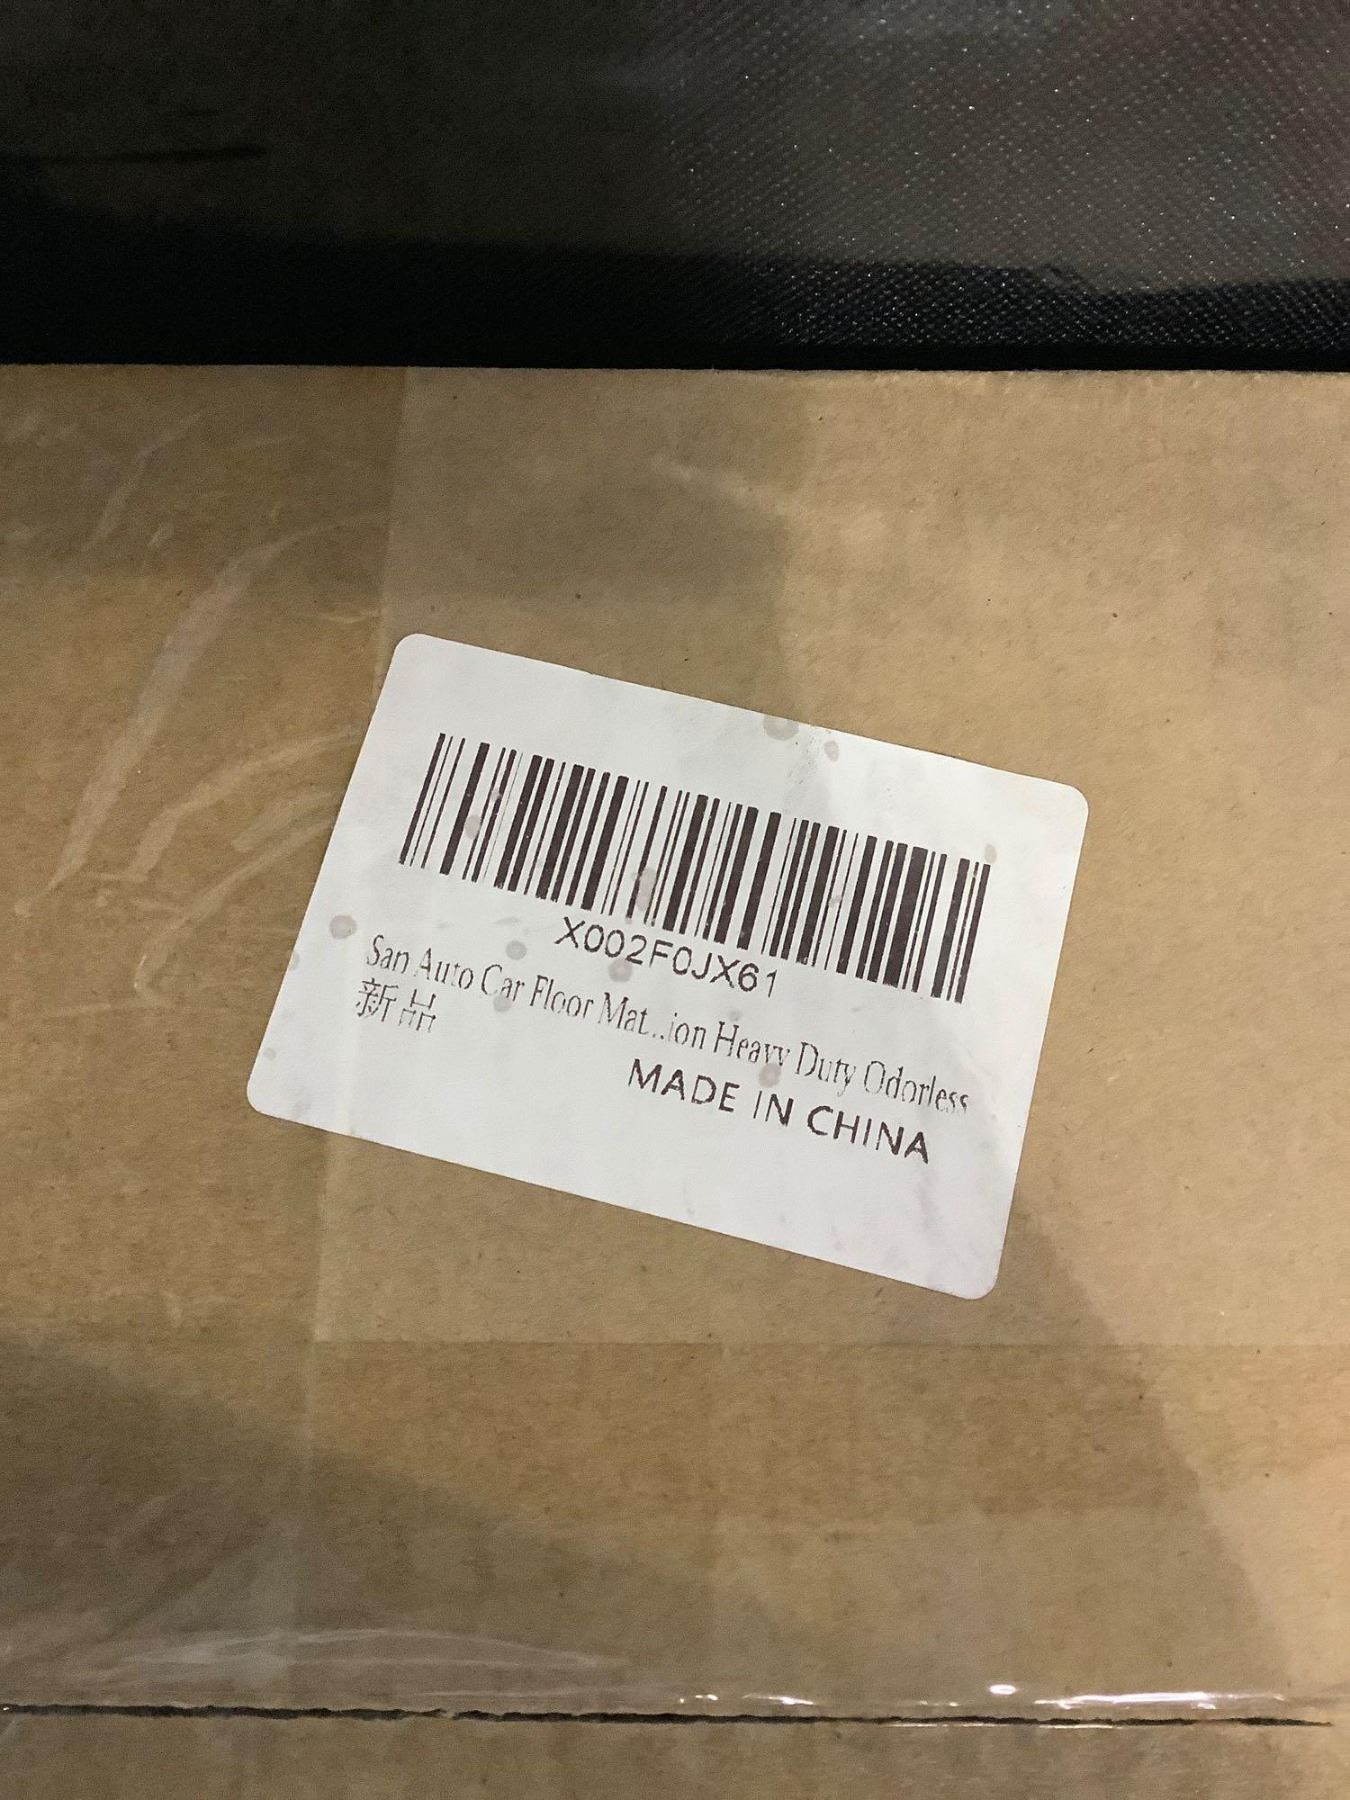 X002F0JX61
San Auto Car Floor Mat...ion Heavy Duty Odorless
新品
MADE IN CHINA